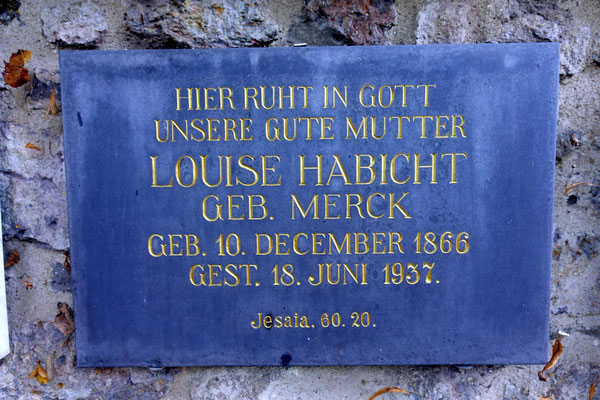 HIER RUHT IN GOTT
UNSERE GUTE MUTTER
LOUISE HABICHT
GEB. MERCK
GEB. 10. DECEMBER 1866
GEST. 18. JUNI 1937.
Jesaia. 60. 20.